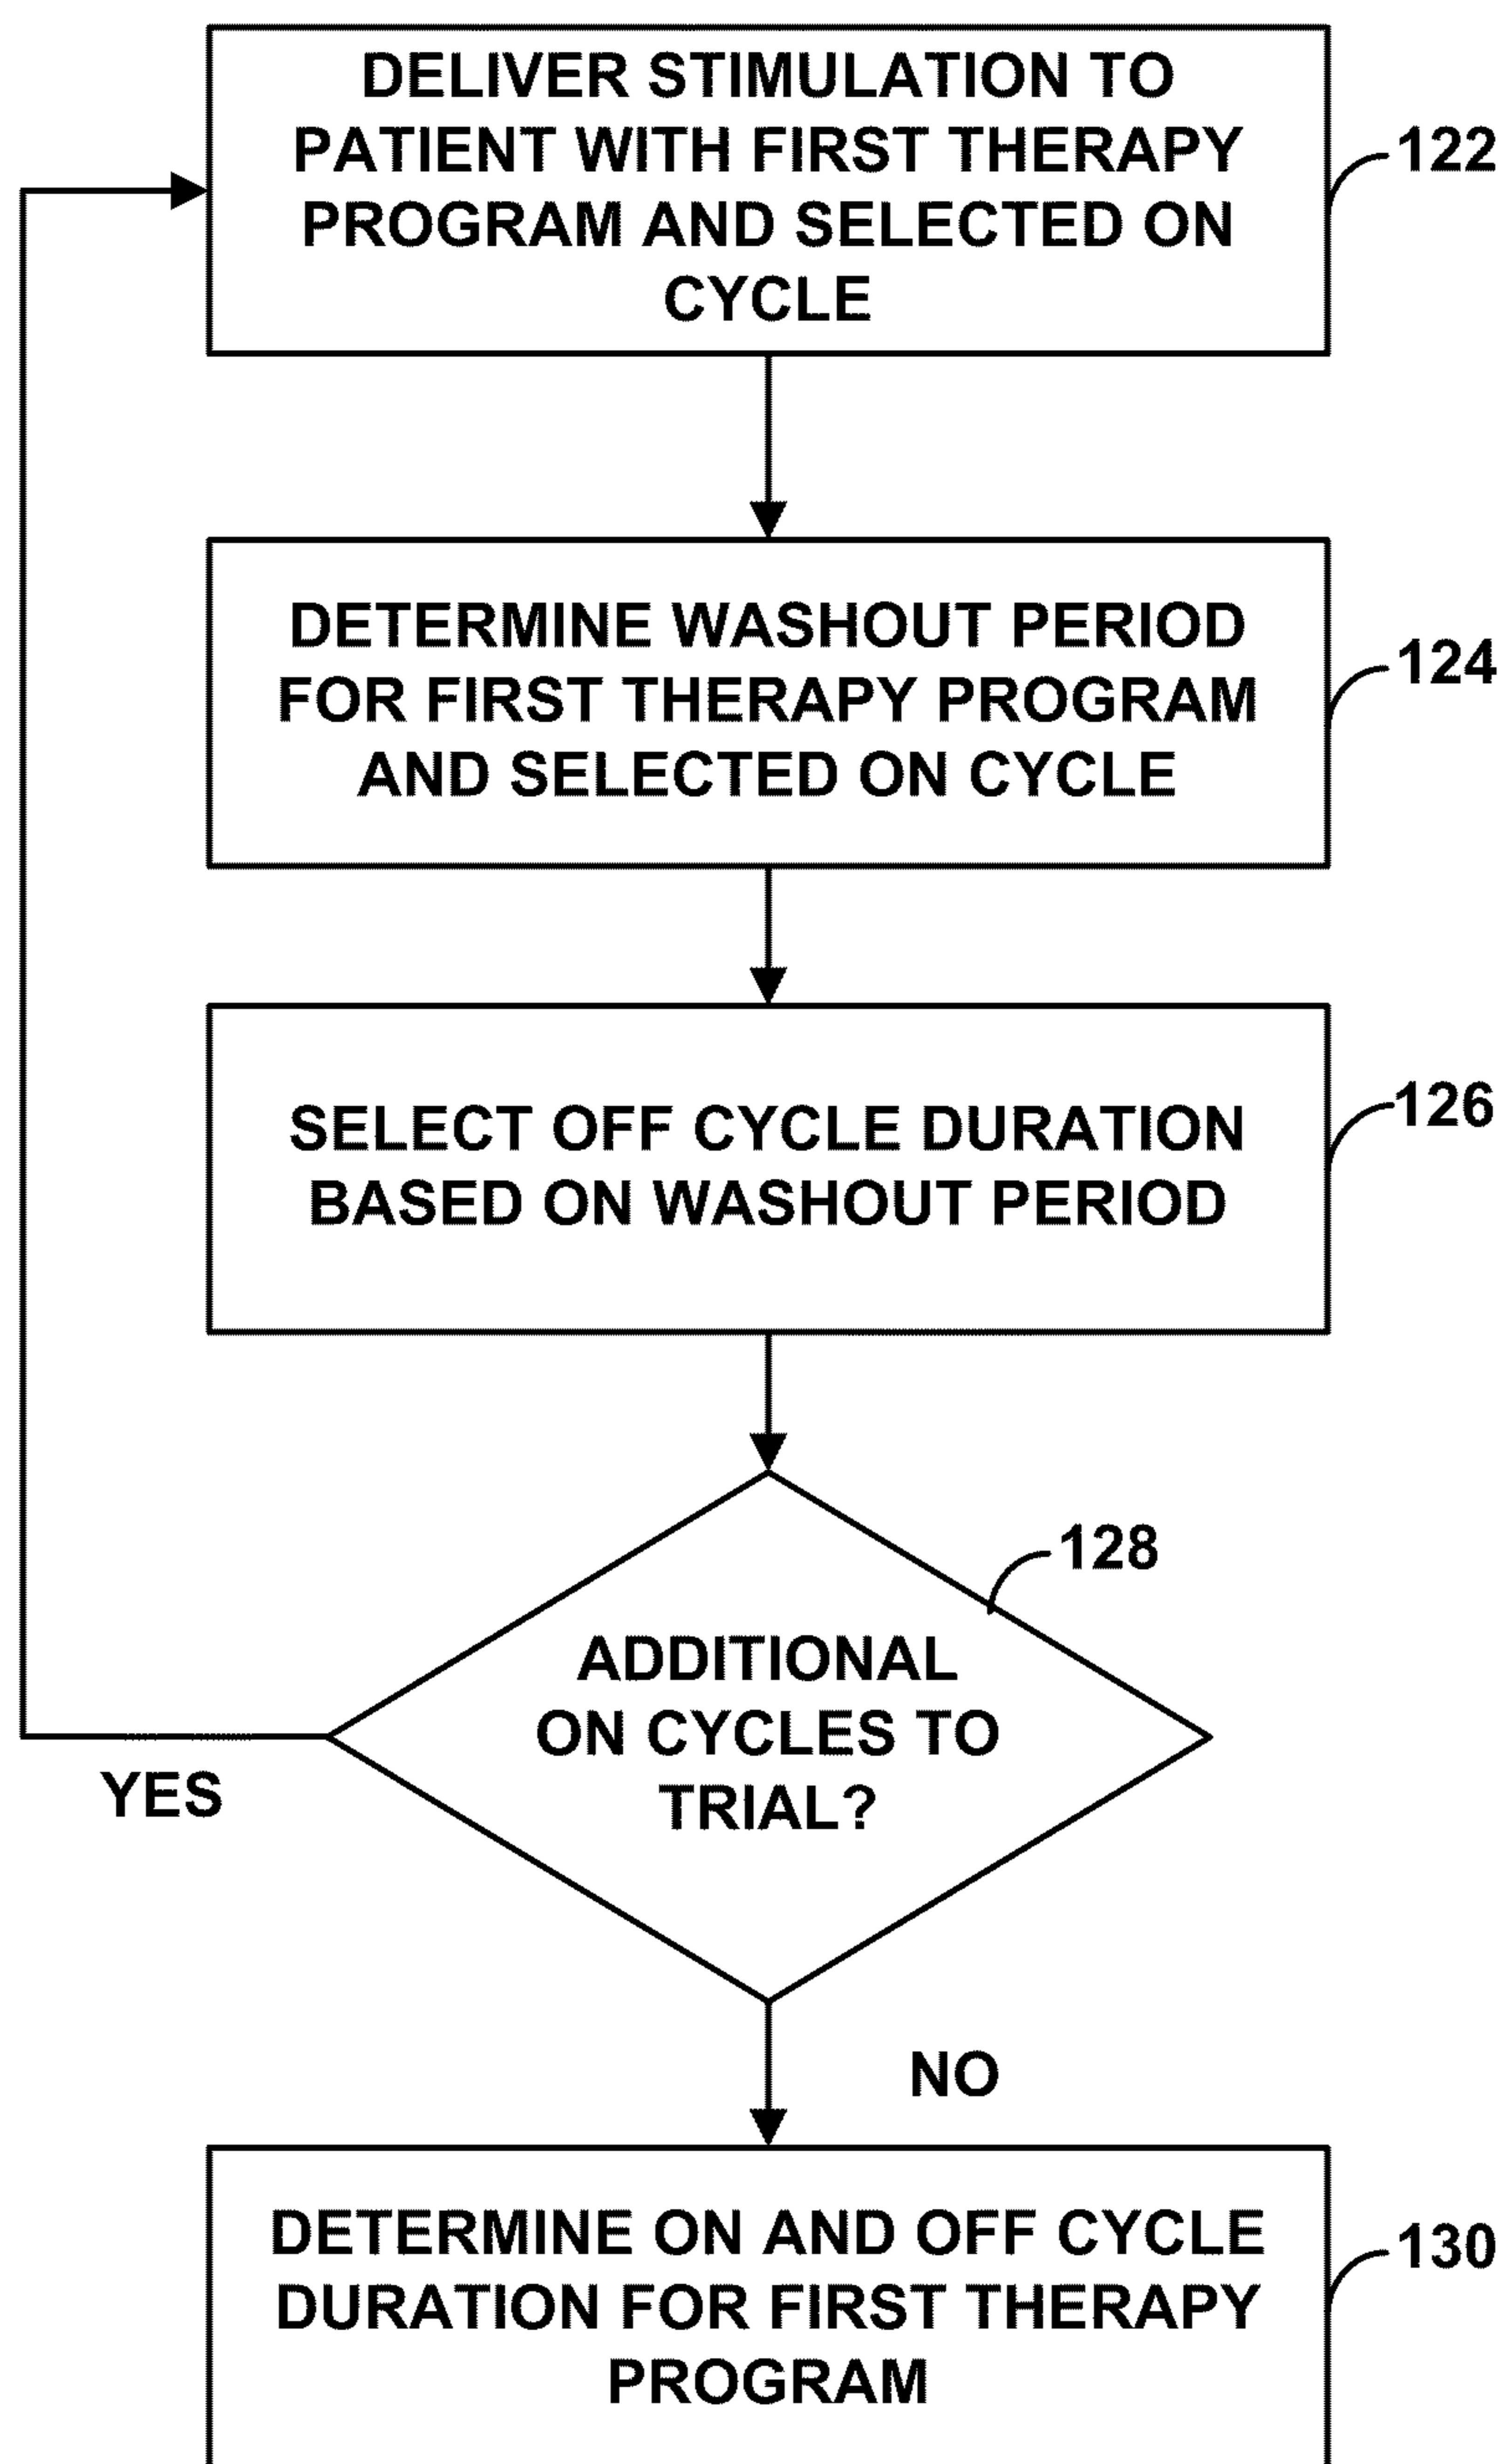 DELIVER STIMULATION TO
PATIENT WITH FIRST THERAPY
PROGRAM AND SELECTED ON
CYCLE
122
DETERMINE WASHOUT PERIOD
FOR FIRST THERAPY PROGRAM
AND SELECTED ON CYCLE
124
SELECT OFF CYCLE DURATION
BASED ON WASHOUT PERIOD
126
128
ADDITIONAL
ON CYCLES TO
TRIAL?
YES
NO
DETERMINE ON AND OFF CYCLE
DURATION FOR FIRST THERAPY
PROGRAM
130